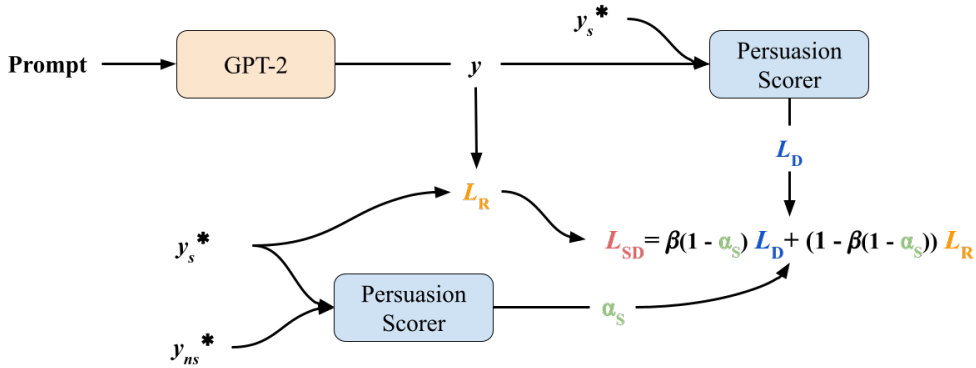 y_s*
Prompt
GPT-2
y
Persuasion
Scorer
L_D
L_R
y_s*
L_SD = β(1 - α_S) L_D + (1 - β(1 - α_S)) L_R
Persuasion
Scorer
α_S
y_ns*